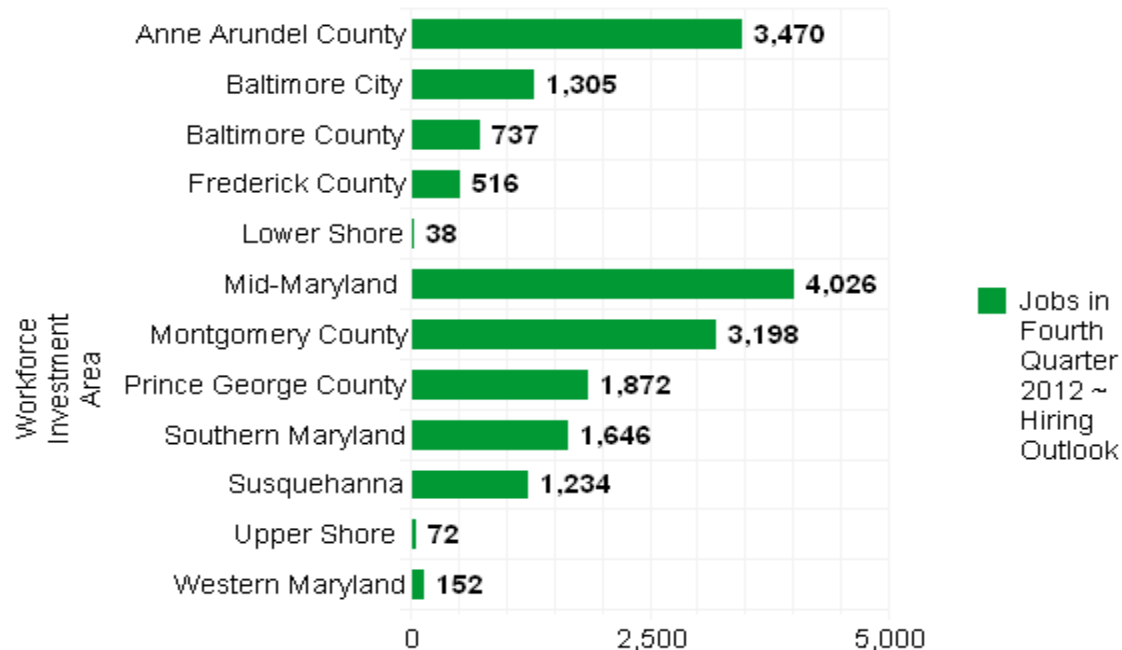 Anne Arundel County 3,470
Baltimore City 1,305
Baltimore County 737
Frederick County 516
Lower Shore 38
Mid-Maryland 4,026
Montgomery County 3,198
Prince George County 1,872
Southern Maryland 1,646
Susquehanna 1,234
Upper Shore 72
Western Maryland 152
0 2,500 5,000
Workforce
Investment
Area
Jobs in
Fourth
Quarter
2012 ~
Hiring
Outlook